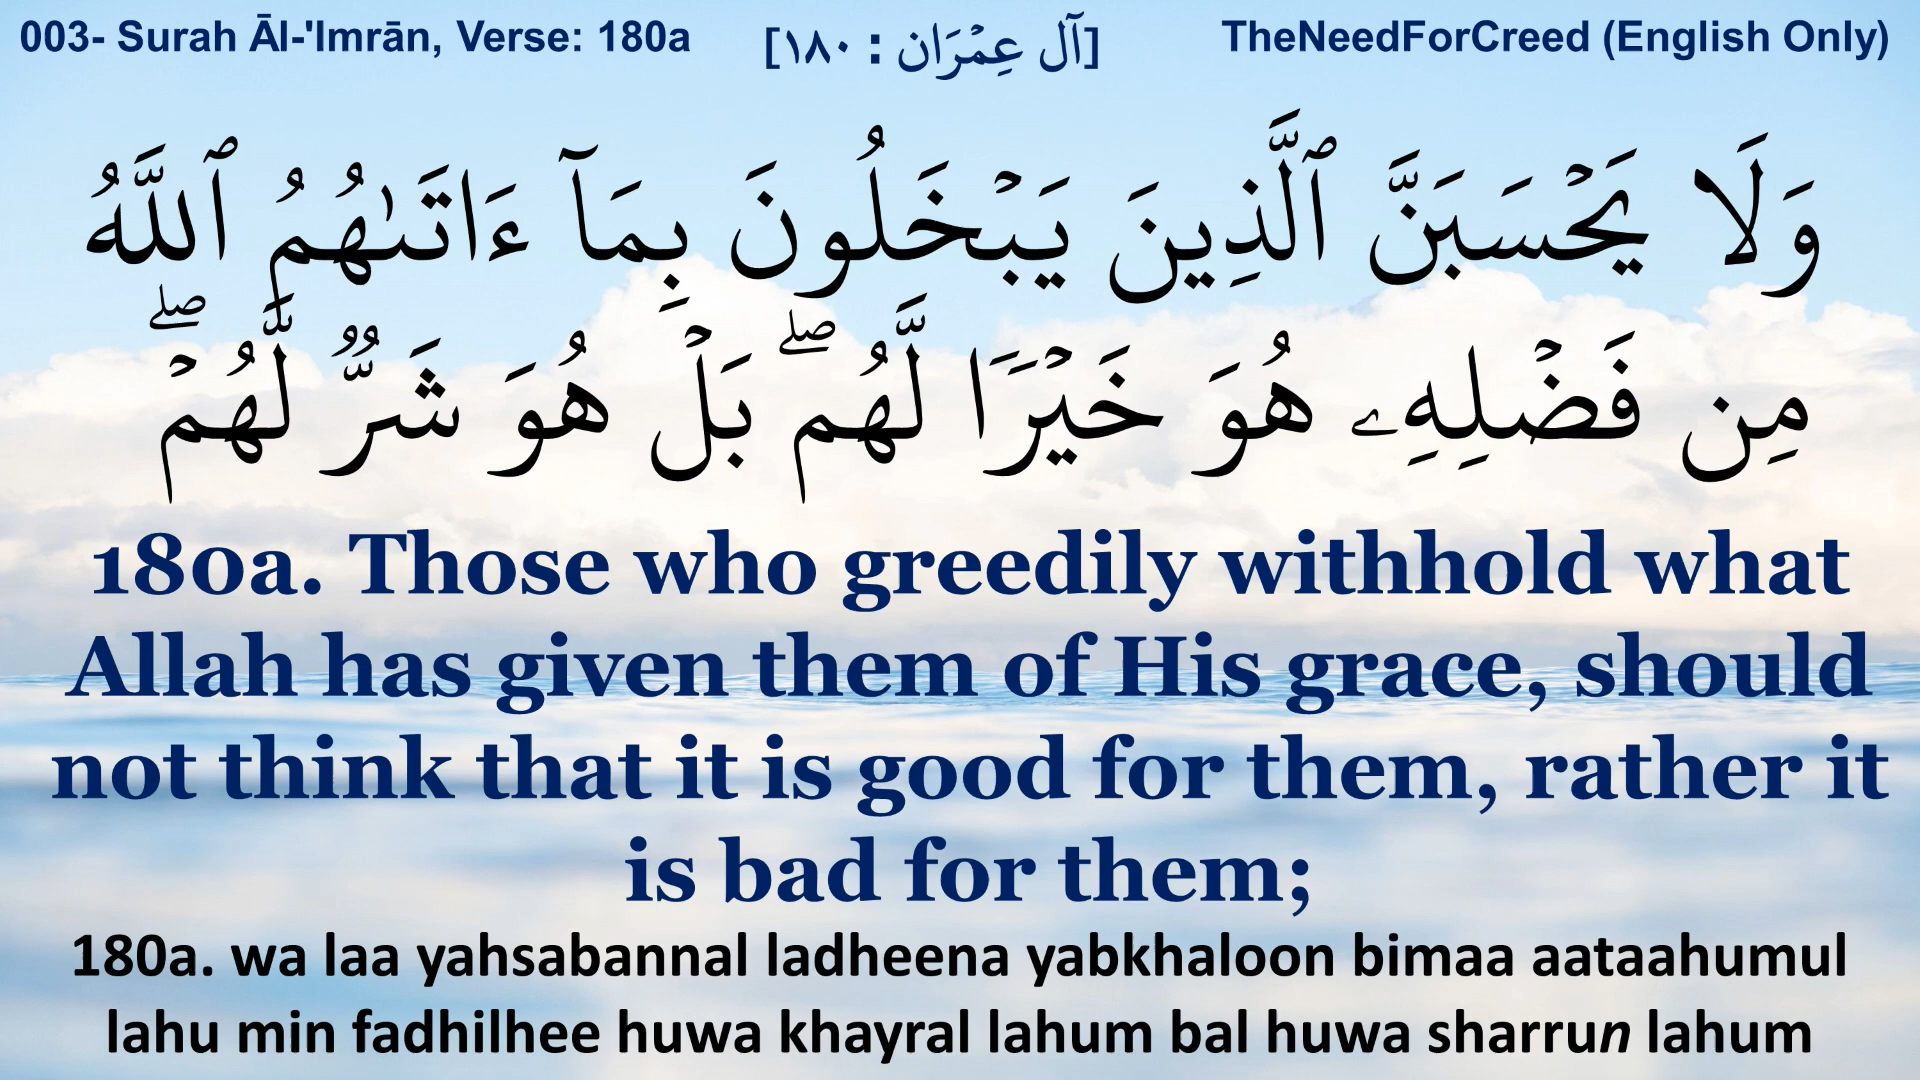 003- Surah Āl-'Imrān, Verse: 180a [آل عِمۡرَان : ١٨٠] TheNeedForCreed (English Only)
وَلَا يَحۡسَبَنَّ ٱلَّذِينَ يَبۡخَلُونَ بِمَآ ءَاتَىٰهُمُ ٱللَّهُ
مِن فَضۡلِهِۦ هُوَ خَيۡرٗا لَّهُمۖ بَلۡ هُوَ شَرّٞ لَّهُمۡۖ
180a. Those who greedily withhold what
Allah has given them of His grace, should
not think that it is good for them, rather it
is bad for them;
180a. wa laa yahsabannal ladheena yabkhaloon bimaa aataahumul
lahu min fadhilhee huwa khayral lahum bal huwa sharrun lahum